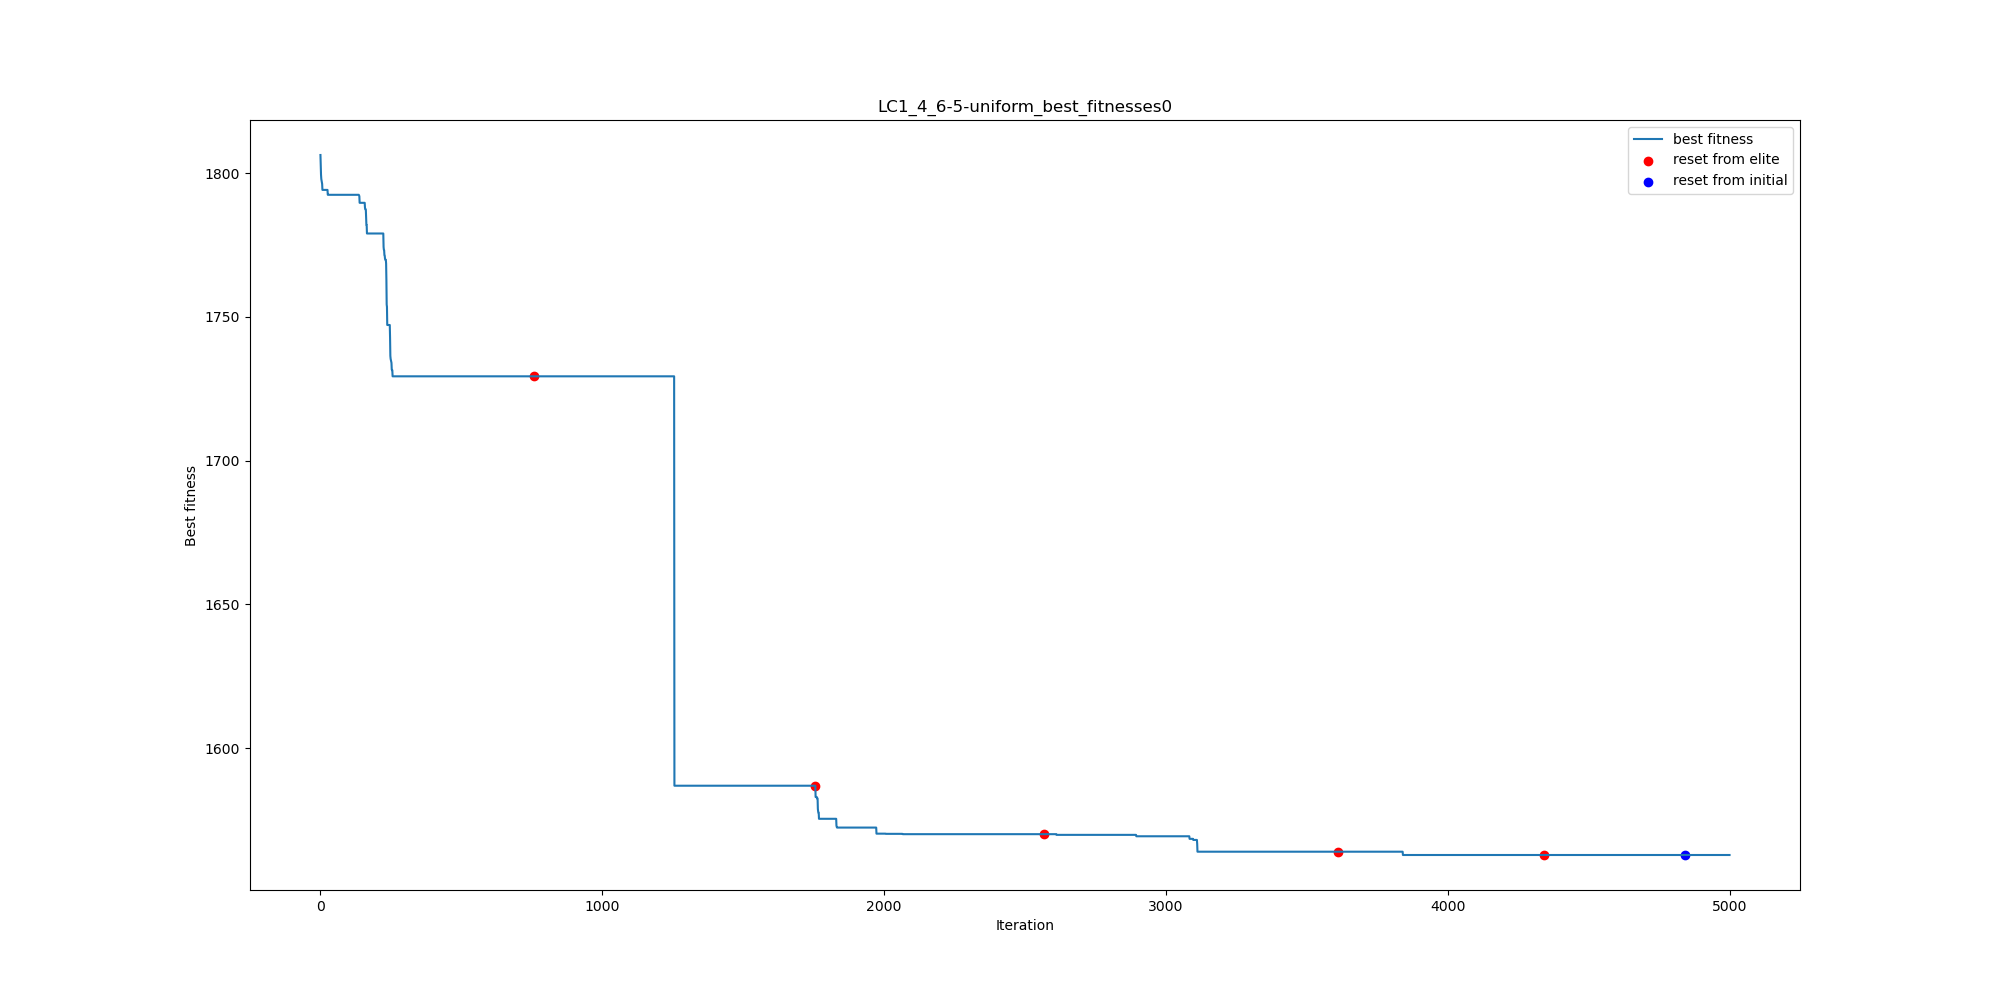 LC1_4_6-5-uniform_best_fitnesses0
best fitness
reset from elite
reset from initial
1800
1750
1700
1650
1600
Best fitness
0
1000
2000
3000
4000
5000
Iteration